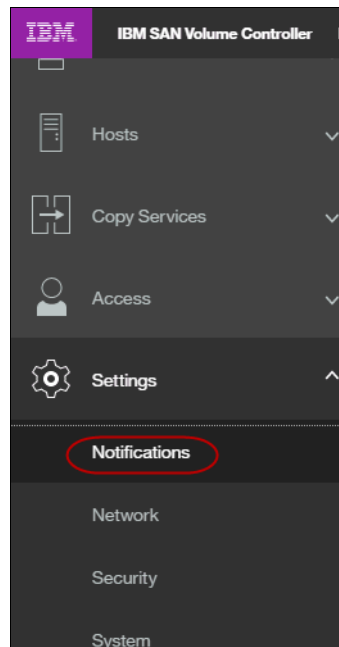 IBM IBM SAN Volume Controller
Hosts
Copy Services
Access
Settings
Notifications
Network
Security
System